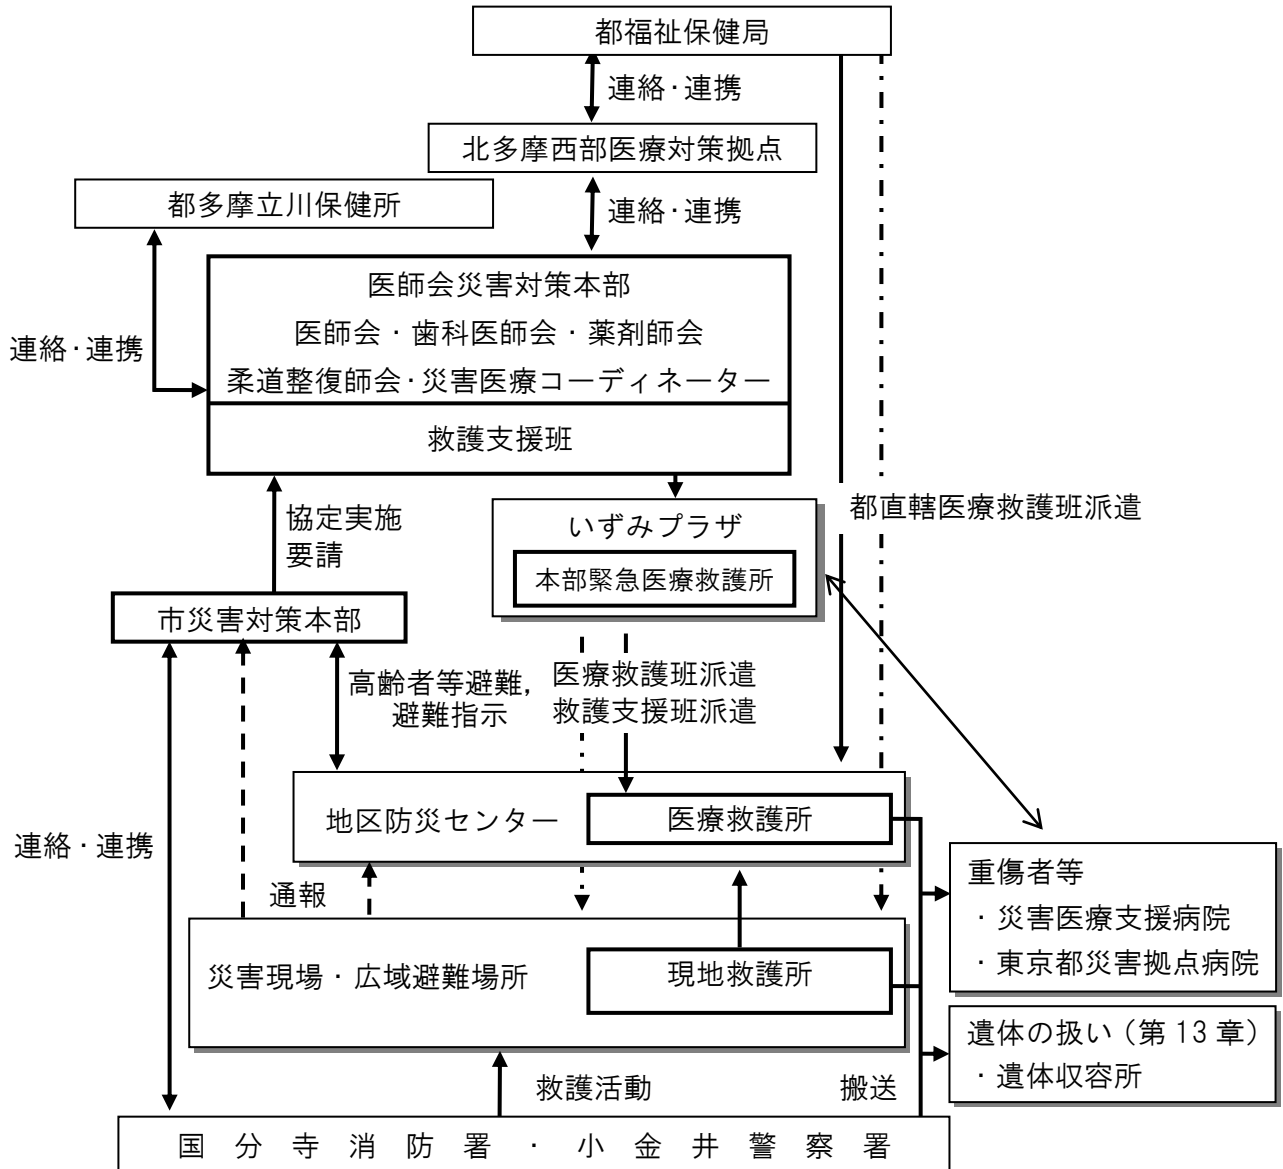 都福祉保健局
連絡・連携
北多摩西部医療対策拠点
都多摩立川保健所
連絡・連携
医師会災害対策本部
医師会・歯科医師会・薬剤師会
柔道整復師会・災害医療コーディネーター
連絡・連携
救護支援班
協定実施
要請
いずみプラザ
本部緊急医療救護所
都直轄医療救護班派遣
市災害対策本部
高齢者等避難，
避難指示
医療救護班派遣
救護支援班派遣
地区防災センター
医療救護所
連絡・連携
通報
災害現場・広域避難場所
現地救護所
重傷者等
・災害医療支援病院
・東京都災害拠点病院
遺体の扱い（第13章）
・遺体収容所
救護活動
搬送
国分寺消防署・小金井警察署